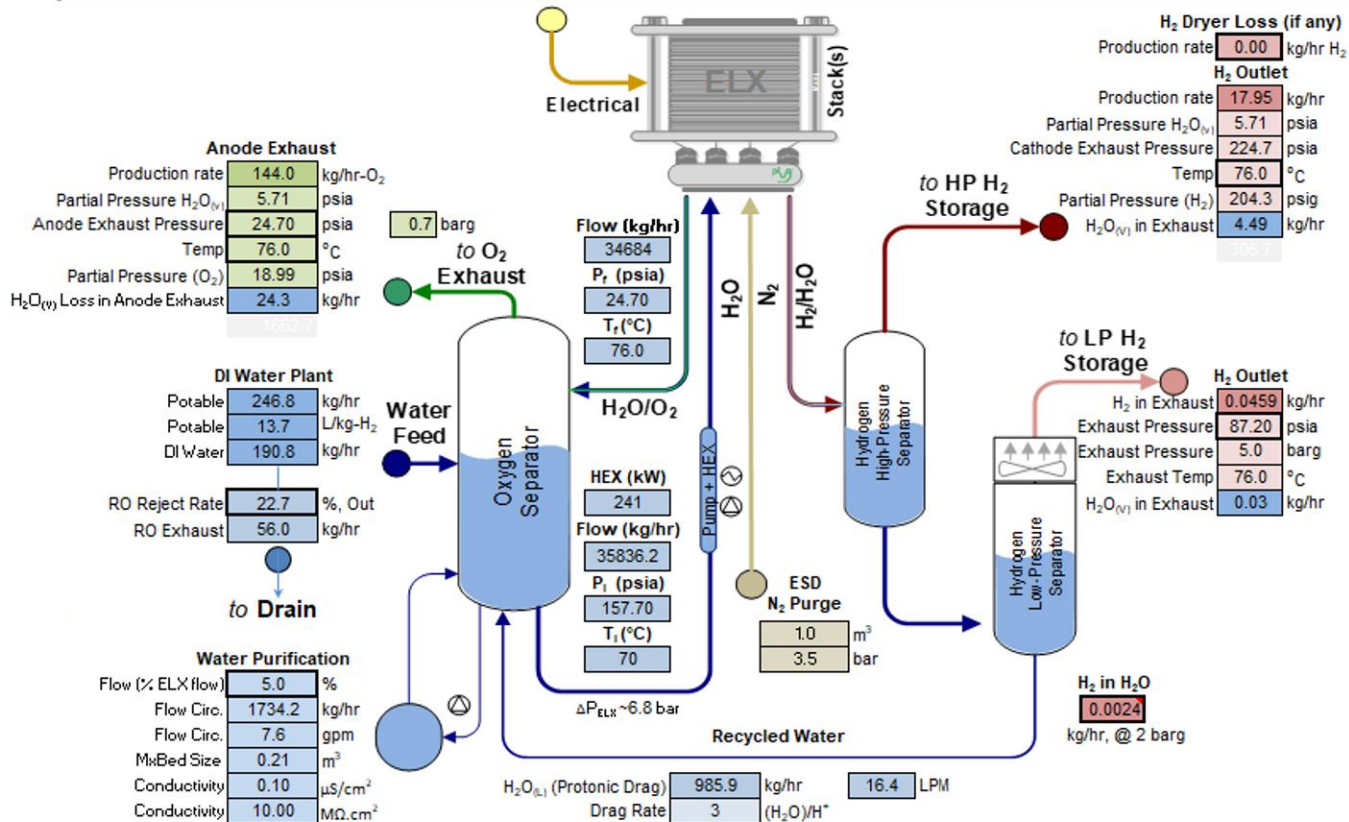 H₂ Dryer Loss (if any)
Production rate 0.00 kg/hr H₂
H₂ Outlet
Production rate 17.95 kg/hr
Partial Pressure H₂O(v) 5.71 psia
Cathode Exhaust Pressure 224.7 psia
Temp 76.0 °C
Partial Pressure (H₂) 204.3 psig
H₂O(V) in Exhaust 4.49 kg/hr
306.7
Electrical
ELX
Stack(s)
plug
Anode Exhaust
Production rate 144.0 kg/hr-O₂
Partial Pressure H₂O(v) 5.71 psia
Anode Exhaust Pressure 24.70 psia 0.7 barg
Temp 76.0 °C
Partial Pressure (O₂) 18.99 psia
H₂O(v) Loss in Anode Exhaust 24.3 kg/hr
1662.7
to O₂
Exhaust
Flow (kg/hr)
34684
Pf (psia)
24.70
Tf (°C)
76.0
H₂O/O₂
H₂O
N₂
H₂/H₂O
to HP H₂
Storage
to LP H₂
Storage
H₂ Outlet
H₂ in Exhaust 0.0459 kg/hr
Exhaust Pressure 87.20 psia
Exhaust Pressure 5.0 barg
Exhaust Temp 76.0 °C
H₂O(V) in Exhaust 0.03 kg/hr
DI Water Plant
Potable 246.8 kg/hr
Potable 13.7 L/kg-H₂
DI Water 190.8 kg/hr
RO Reject Rate 22.7 %, Out
RO Exhaust 56.0 kg/hr
to Drain
Water
Feed
Oxygen
Separator
HEX (kW)
241
Flow (kg/hr)
35836.2
PI (psia)
157.70
TI (°C)
70
Pump + HEX
Hydrogen
High-Pressure
Separator
Hydrogen
Low-Pressure
Separator
ESD
N₂ Purge
1.0 m³
3.5 bar
Water Purification
Flow (% ELX flow) 5.0 %
Flow Circ. 1734.2 kg/hr
Flow Circ. 7.6 gpm
MxBed Size 0.21 m³
Conductivity 0.10 µS/cm²
Conductivity 10.00 MΩ.cm²
ΔP ELX ~6.8 bar
Recycled Water
H₂ in H₂O
0.0024
kg/hr, @ 2 barg
H₂O(L) (Protonic Drag) 985.9 kg/hr 16.4 LPM
Drag Rate 3 (H₂O)/H⁺